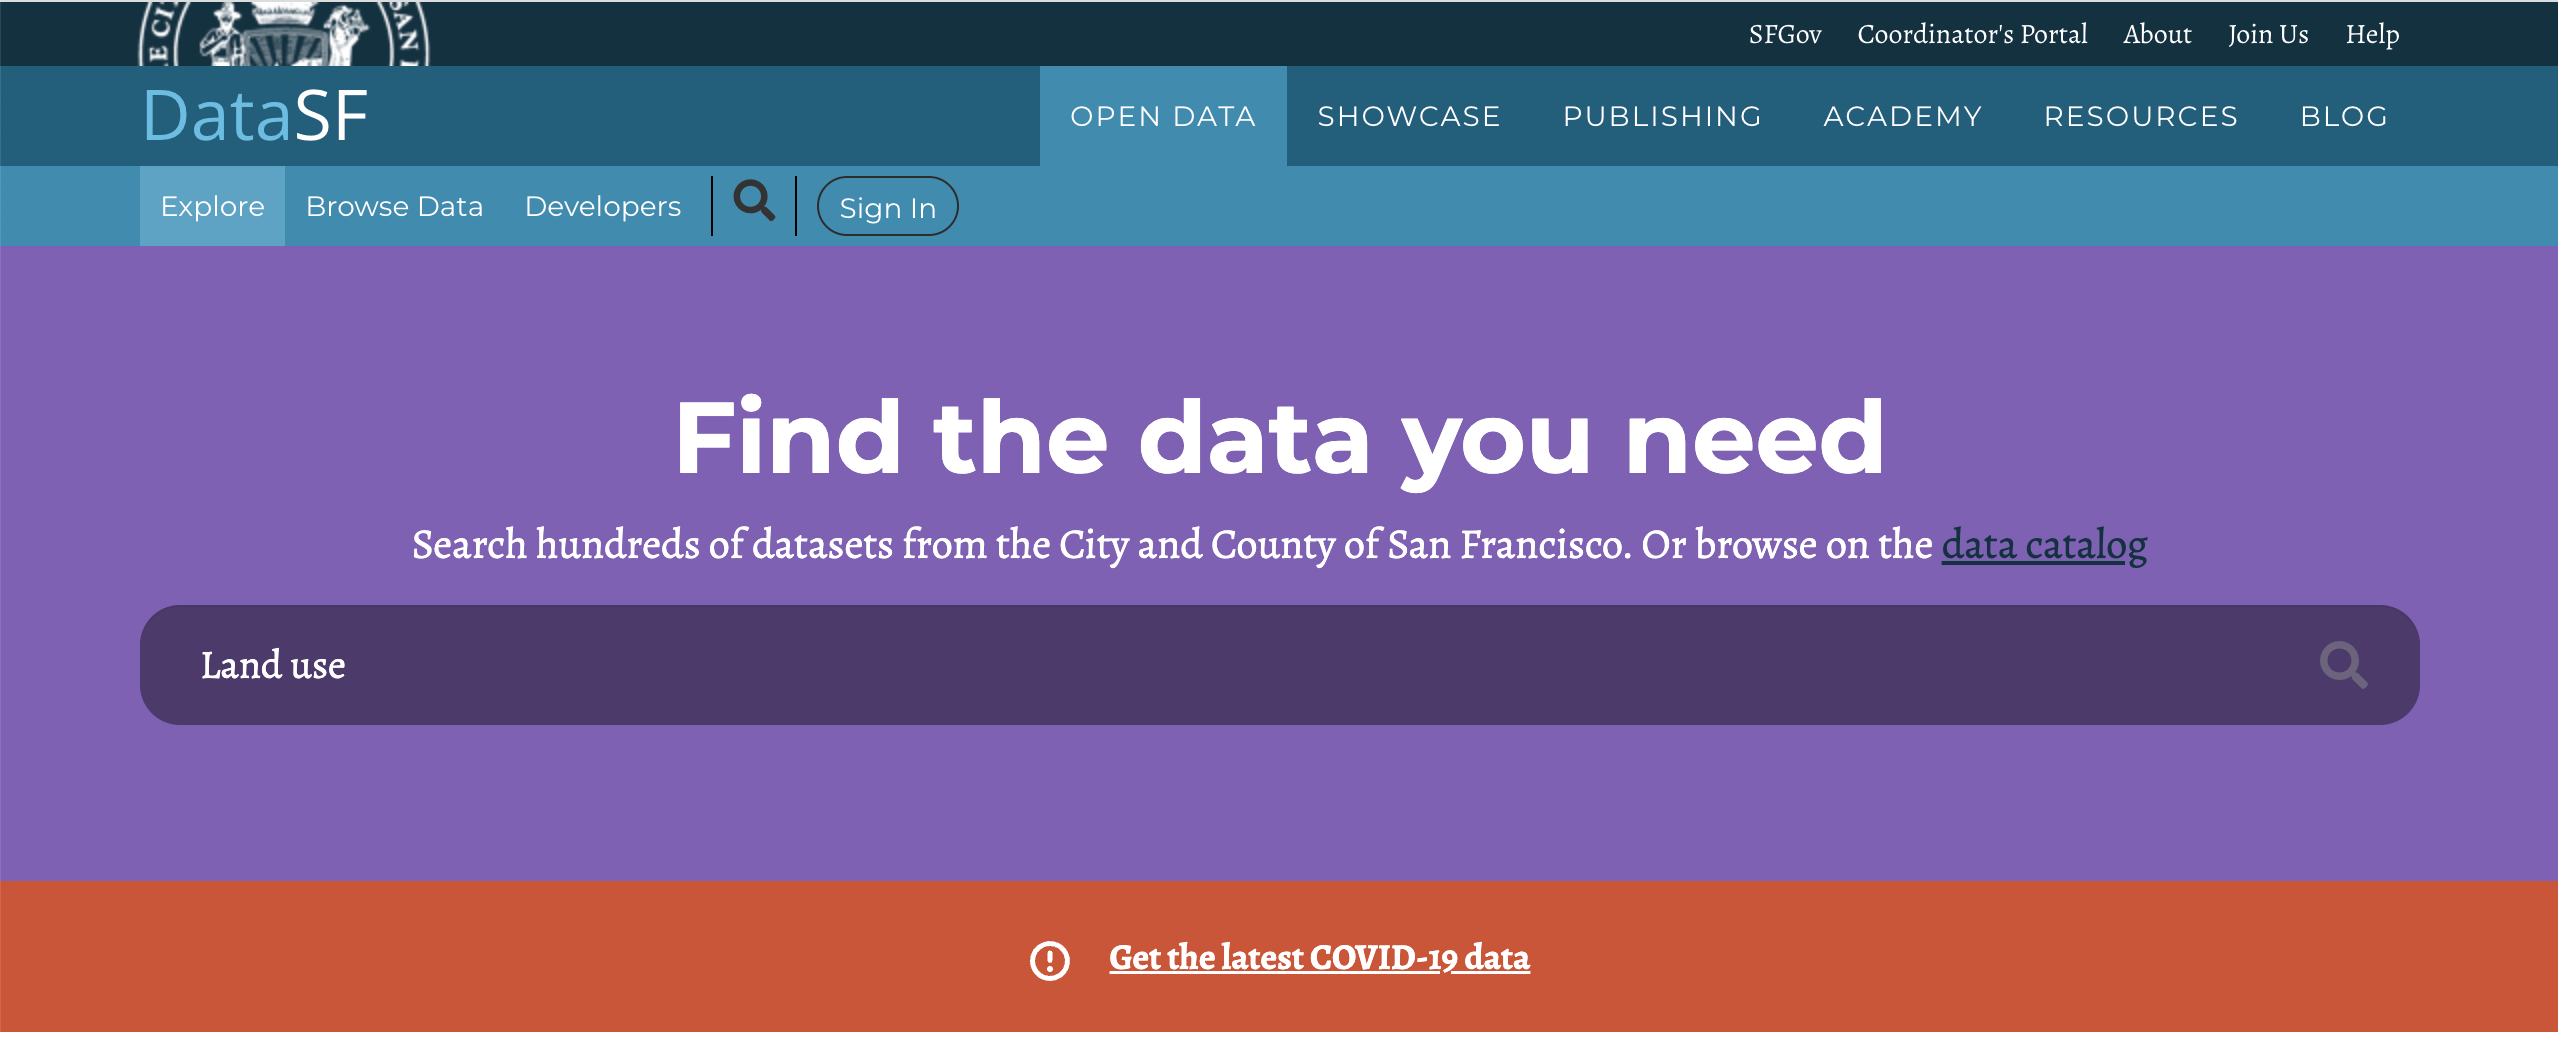 SFGov Coordinator's Portal About Join Us Help
DataSF
OPEN DATA SHOWCASE PUBLISHING ACADEMY RESOURCES BLOG
Explore Browse Data Developers Sign In
Find the data you need
Search hundreds of datasets from the City and County of San Francisco. Or browse on the data catalog
Land use
Get the latest COVID-19 data